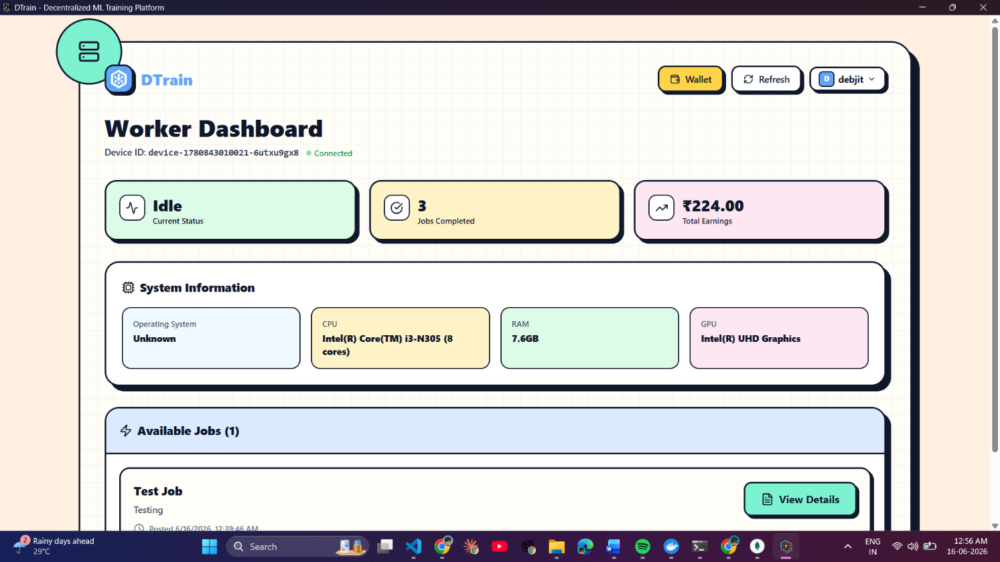 DTrain - Decentralized ML Training Platform
DTrain
Wallet
Refresh
D
debjit
Worker Dashboard
Device ID: device-1780843010021-6utxu9gx8
Connected
Idle
Current Status
3
Jobs Completed
₹224.00
Total Earnings
System Information
Operating System
Unknown
CPU
Intel(R) Core(TM) i3-N305 (8
cores)
RAM
7.6GB
GPU
Intel(R) UHD Graphics
Available Jobs (1)
Test Job
Testing
Posted 6/16/2026, 12:39:46 AM
View Details
2
Rainy days ahead
29°C
Search
W
ENG
IN
12:56 AM
16-06-2026